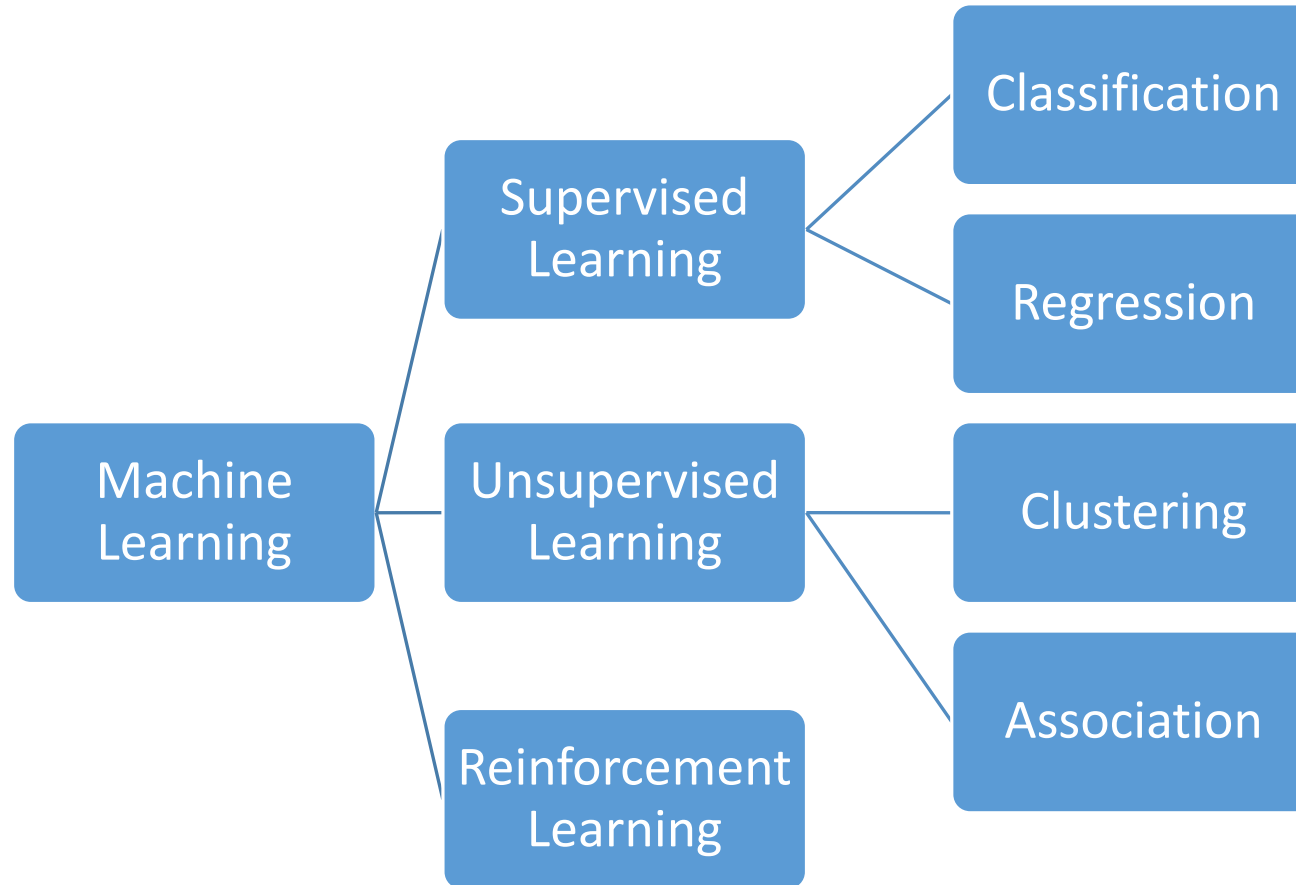 Machine
Learning
Supervised
Learning
Unsupervised
Learning
Reinforcement
Learning
Classification
Regression
Clustering
Association